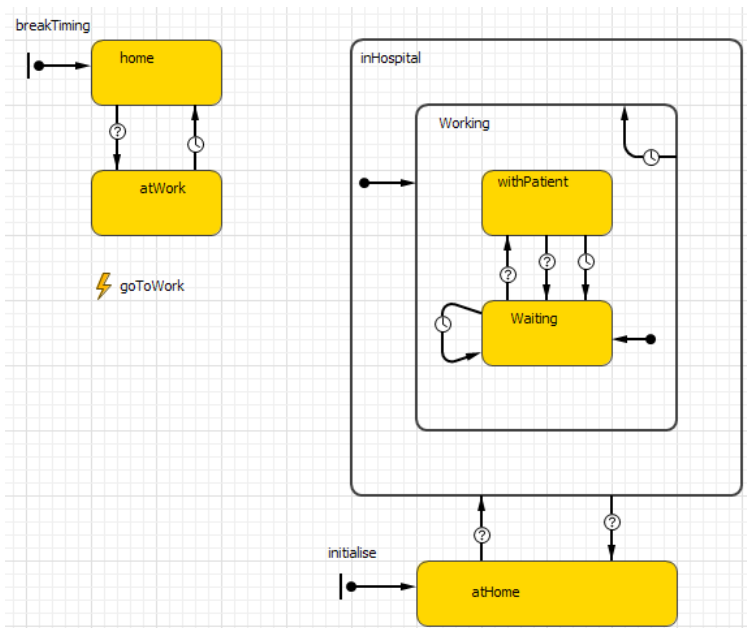 breakTiming
home
atWork
goToWork
inHospital
Working
withPatient
?
?
?
Waiting
?
?
initialise
atHome